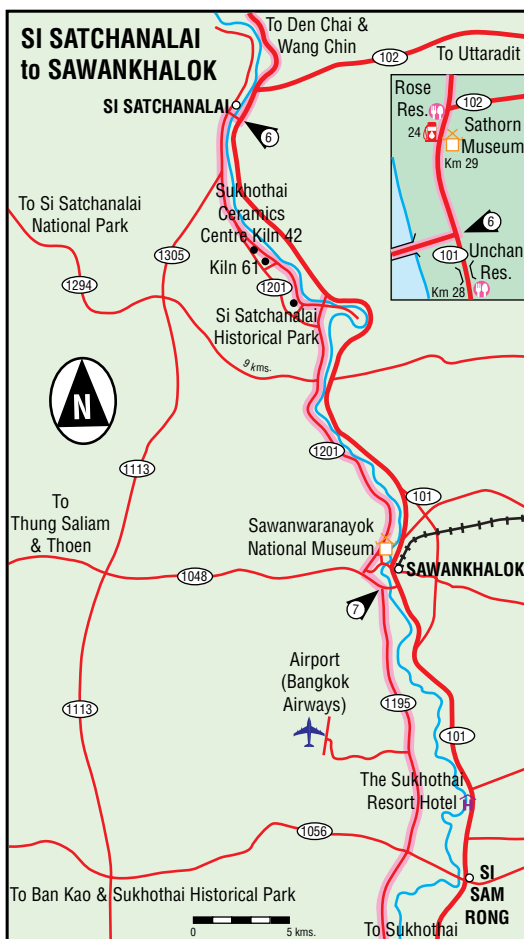 SI SATCHANALAI
to SAWANKHALOK
To Den Chai &
Wang Chin
102
To Uttaradit
SI SATCHANALAI
6
Rose
Res.
102
24
Sathorn
Museum
Km 29
6
101
Unchan
Res.
Km 28
To Si Satchanalai
National Park
Sukhothai
Ceramics
Centre Kiln 42
1305
Kiln 61
1294
1201
Si Satchanalai
Historical Park
9 kms.
N
1201
1113
101
To
Thung Saliam
& Thoen
Sawanwaranayok
National Museum
SAWANKHALOK
1048
7
Airport
(Bangkok
Airways)
1195
1113
101
The Sukhothai
Resort Hotel
H
1056
SI
SAM
RONG
To Ban Kao & Sukhothai Historical Park
0
5 kms.
To Sukhothai